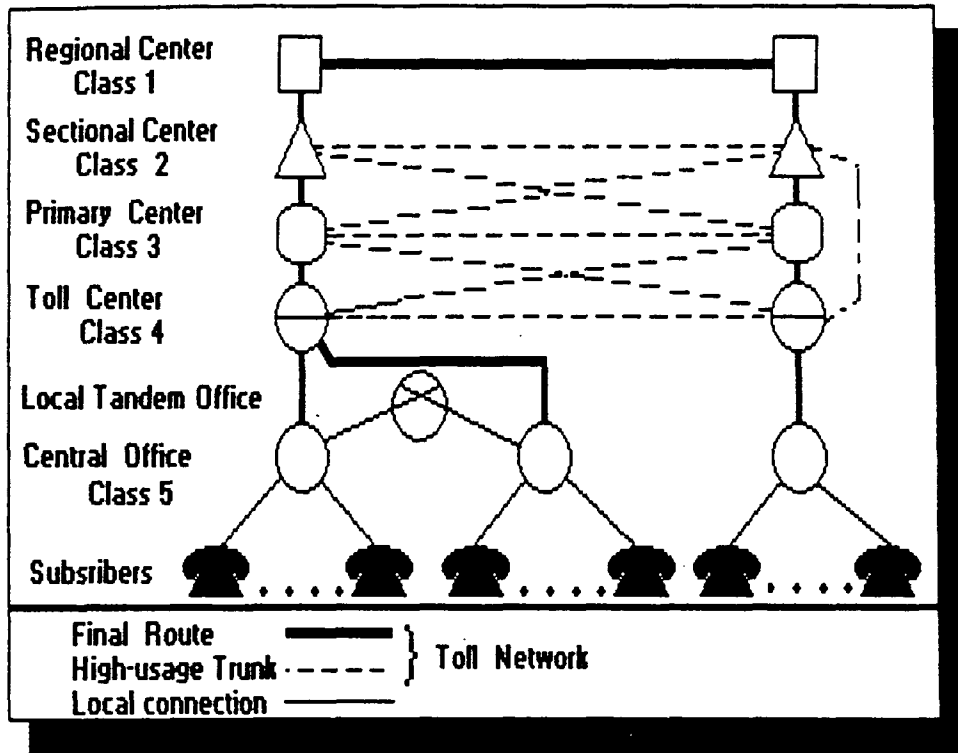 Regional Center
Class 1
Sectional Center
Class 2
Primary Center
Class 3
Toll Center
Class 4
Local Tandem Office
Central Office
Class 5
Subsribers
Final Route
High-usage Trunk
Toll Network
Local connection